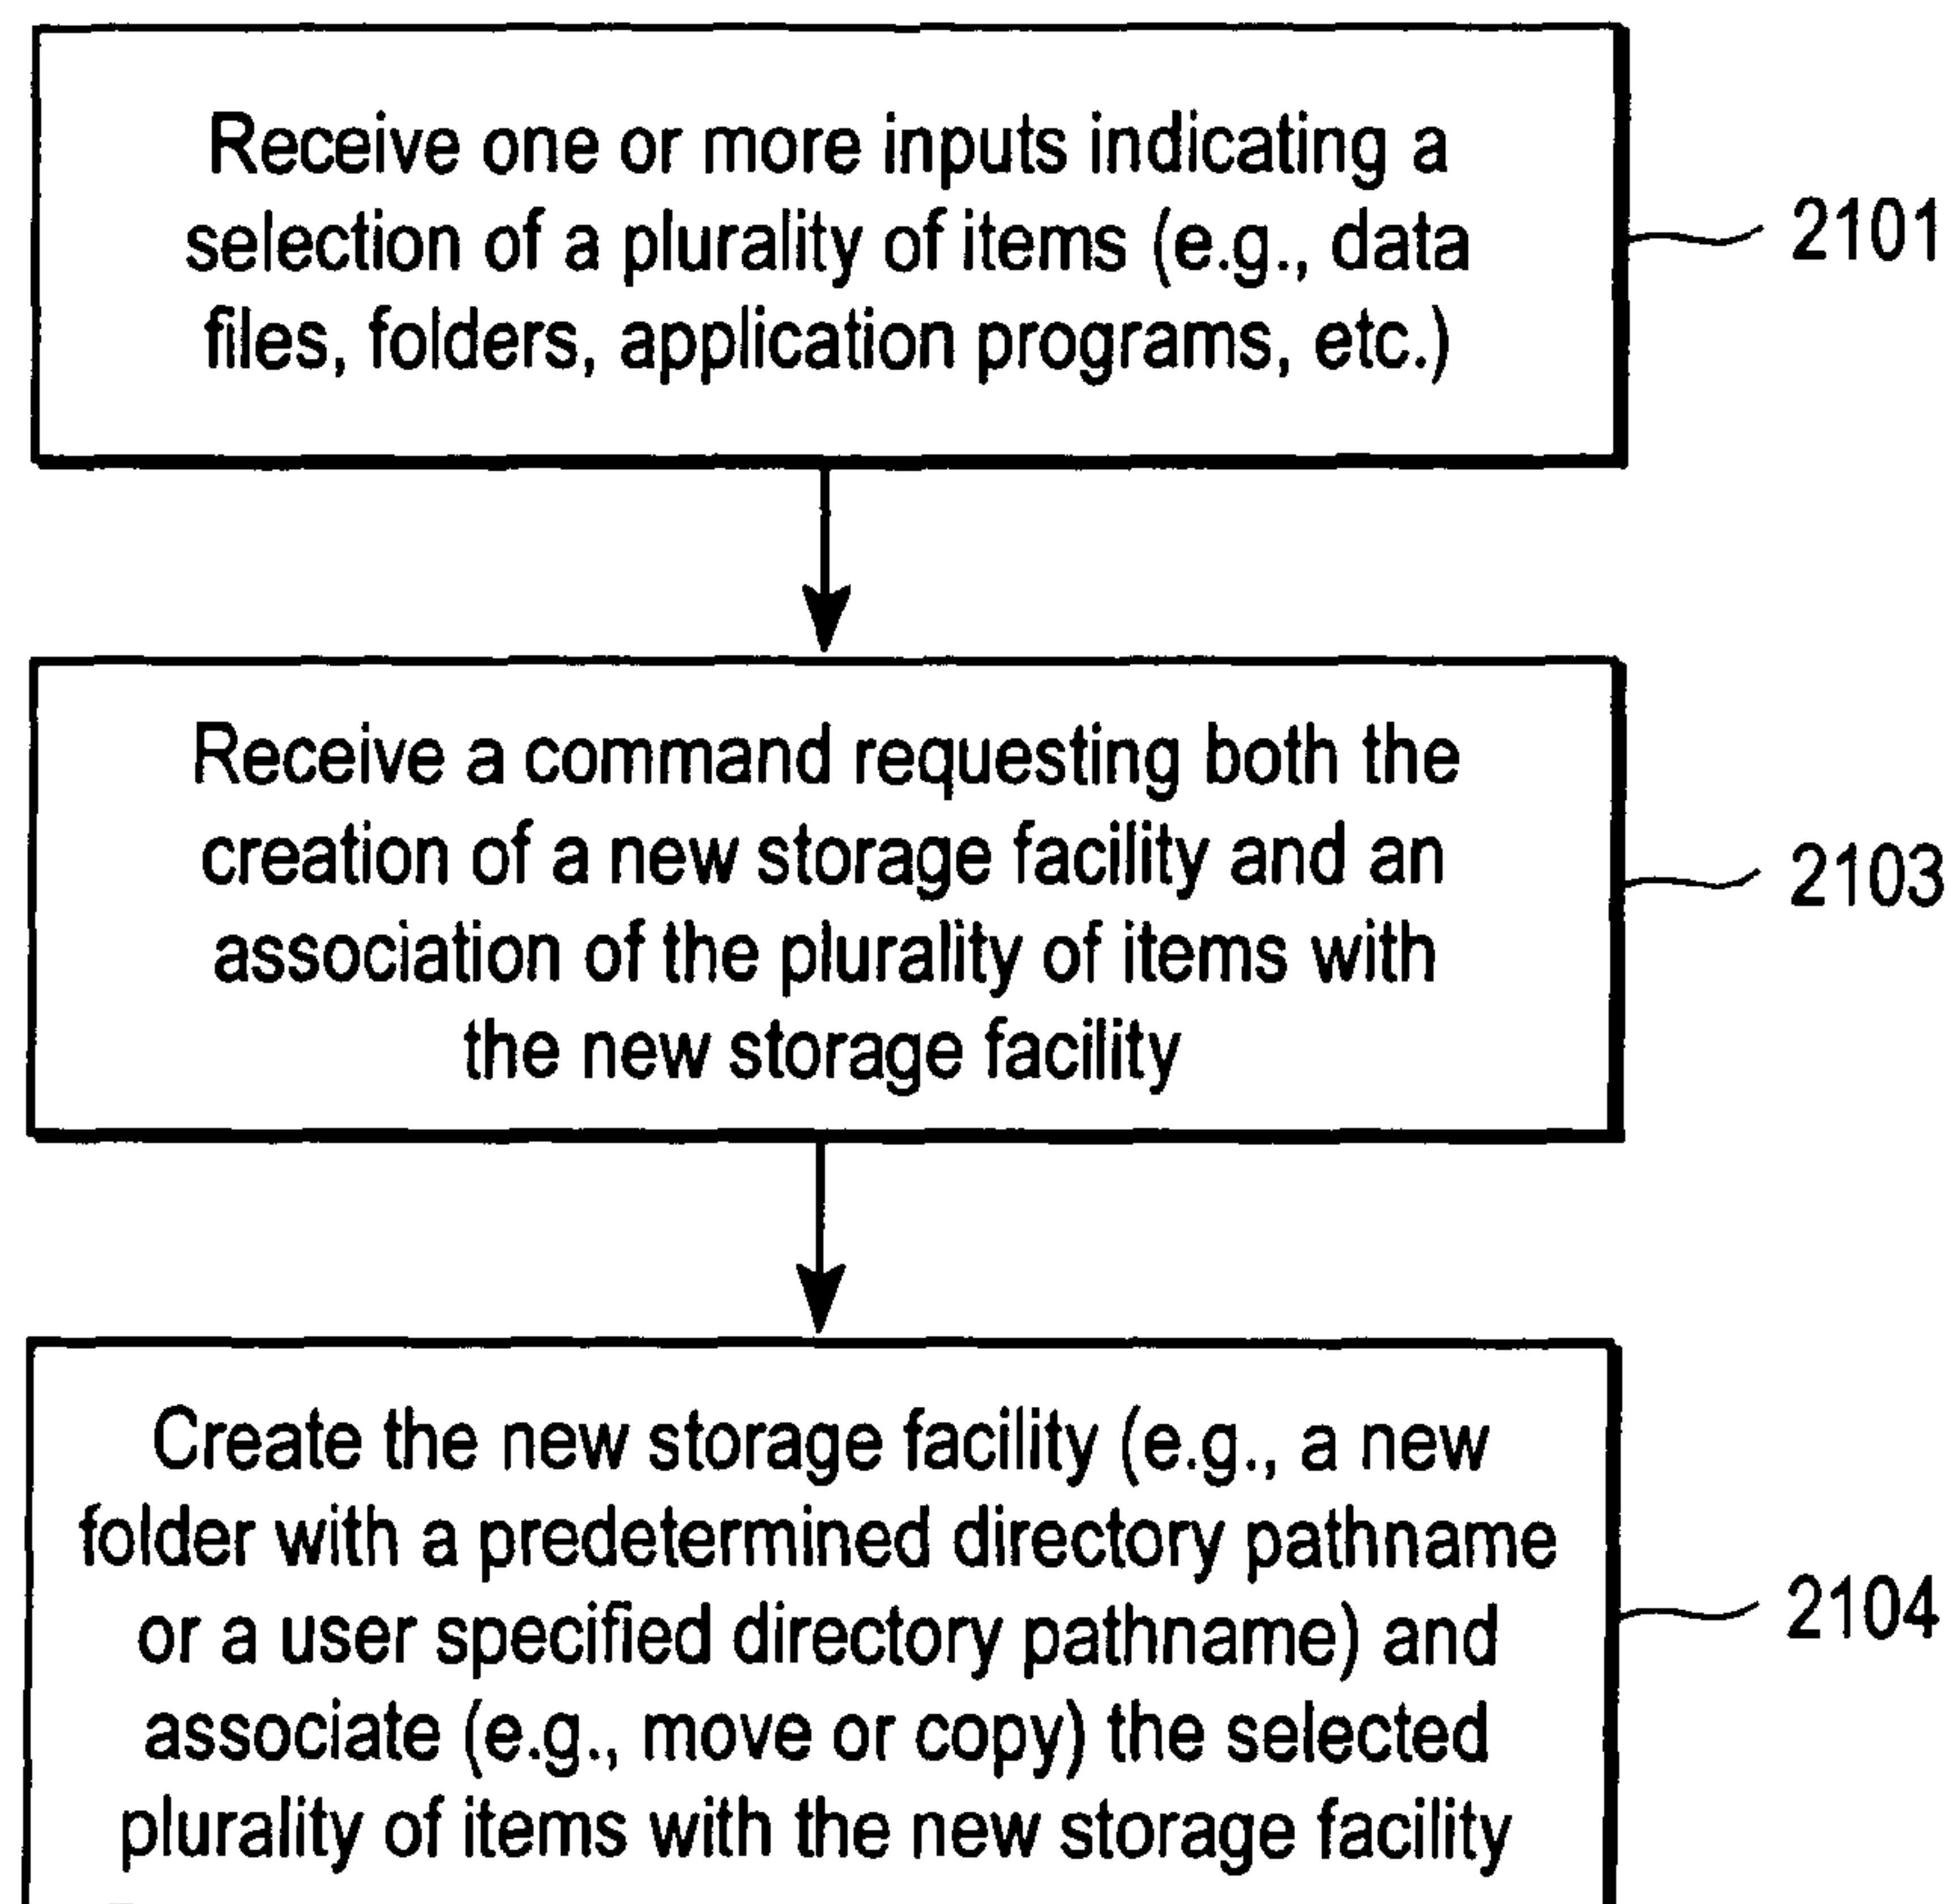 Receive one or more inputs indicating a
selection of a plurality of items (e.g., data
files, folders, application programs, etc.)
2101
Receive a command requesting both the
creation of a new storage facility and an
association of the plurality of items with
the new storage facility
2103
Create the new storage facility (e.g., a new
folder with a predetermined directory pathname
or a user specified directory pathname) and
associate (e.g., move or copy) the selected
plurality of items with the new storage facility
2104